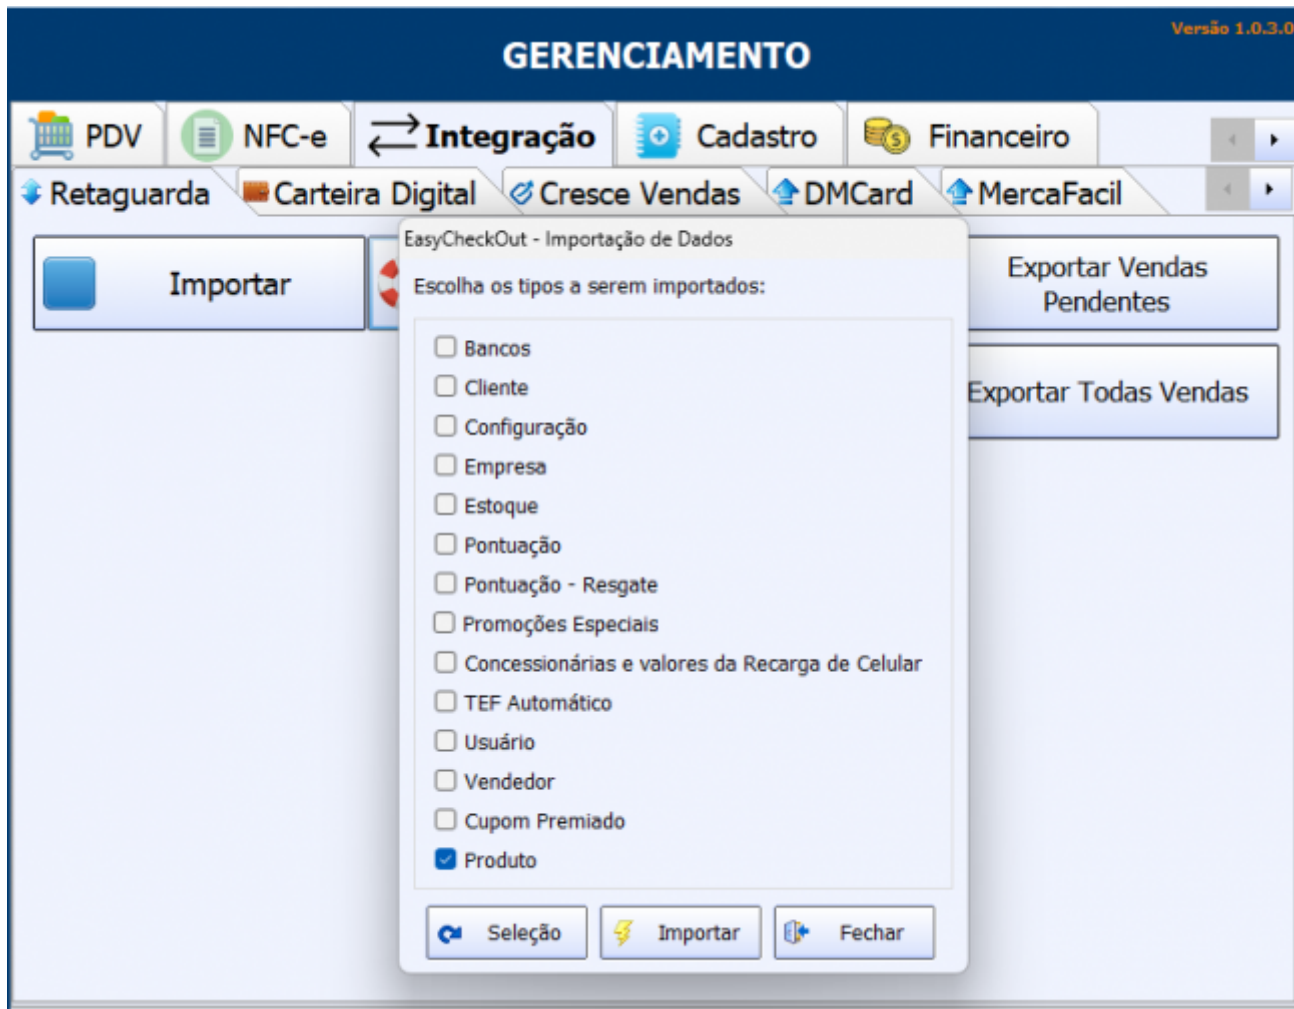 Versão 1.0.3.0
GERENCIAMENTO
PDV NFC-e Integração Cadastro Financeiro
Retaguarda Carteira Digital Cresce Vendas DMCard MercaFacil
EasyCheckOut - Importação de Dados
Importar
Escolha os tipos a serem importados:
Exportar Vendas
Pendentes
Exportar Todas Vendas
Bancos
Cliente
Configuração
Empresa
Estoque
Pontuação
Pontuação - Resgate
Promoções Especiais
Concessionárias e valores da Recarga de Celular
TEF Automático
Usuário
Vendedor
Cupom Premiado
Produto
Seleção Importar Fechar